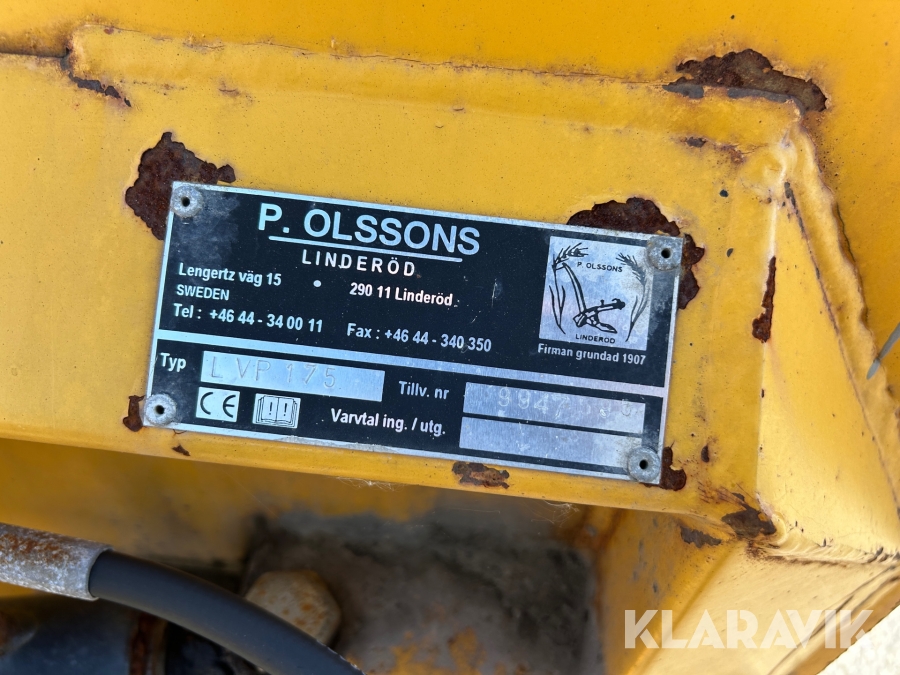 P. OLSSONS
LINDERÖD
Lengertz väg 15 • 290 11 Linderöd
SWEDEN
Tel : +46 44 - 34 00 11 Fax : +46 44 - 340 350
P. OLSSONS
LINDERÖD
Firman grundad 1907
Typ LVP 175 Tillv. nr
CE
Varvtal ing. / utg.
KLARAVIK